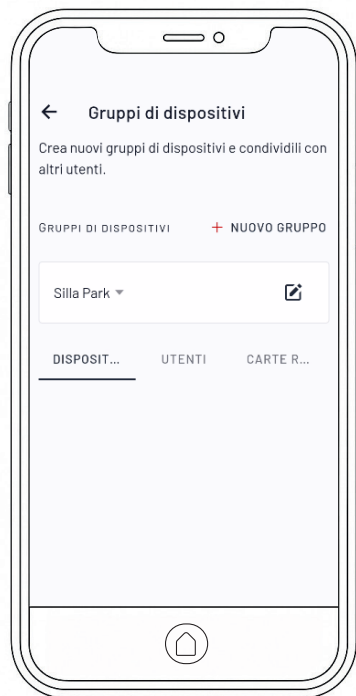 Gruppi di dispositivi
Crea nuovi gruppi di dispositivi e condividili con
altri utenti.
GRUPPI DI DISPOSITIVI + NUOVO GRUPPO
Silla Park
DISPOSIT... UTENTI CARTE R...